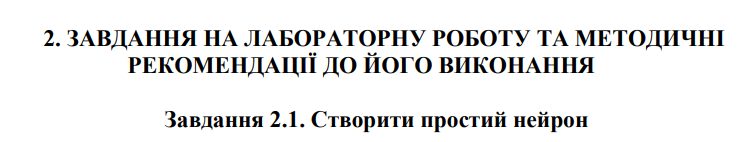 2. ЗАВДАННЯ НА ЛАБОРАТОРНУ РОБОТУ ТА МЕТОДИЧНІ
РЕКОМЕНДАЦІЇ ДО ЙОГО ВИКОНАННЯ
Завдання 2.1. Створити простий нейрон